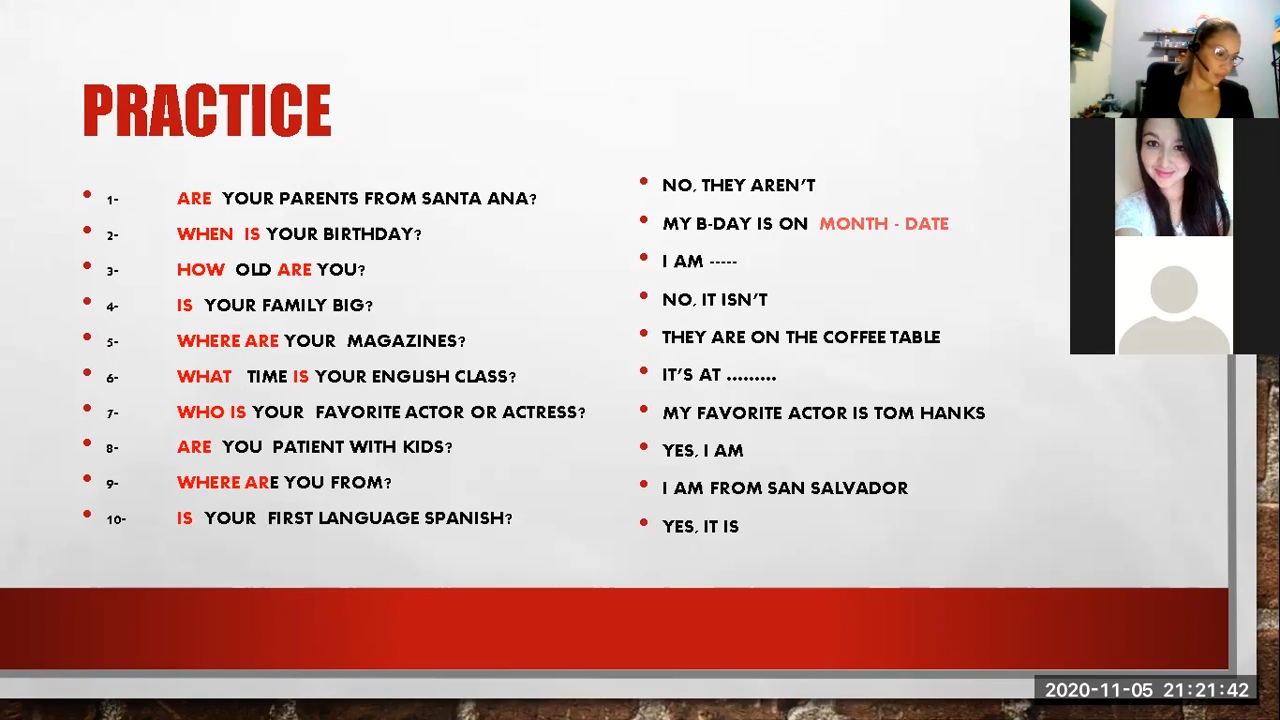 PRACTICE
1- ARE YOUR PARENTS FROM SANTA ANA?
2- WHEN IS YOUR BIRTHDAY?
3- HOW OLD ARE YOU?
4- IS YOUR FAMILY BIG?
5- WHERE ARE YOUR MAGAZINES?
6- WHAT TIME IS YOUR ENGLISH CLASS?
7- WHO IS YOUR FAVORITE ACTOR OR ACTRESS?
8- ARE YOU PATIENT WITH KIDS?
9- WHERE ARE YOU FROM?
10- IS YOUR FIRST LANGUAGE SPANISH?
NO, THEY AREN'T
MY B-DAY IS ON MONTH - DATE
I AM -----
NO, IT ISN'T
THEY ARE ON THE COFFEE TABLE
IT'S AT .........
MY FAVORITE ACTOR IS TOM HANKS
YES, I AM
I AM FROM SAN SALVADOR
YES, IT IS
2020-11-05 21:21:42